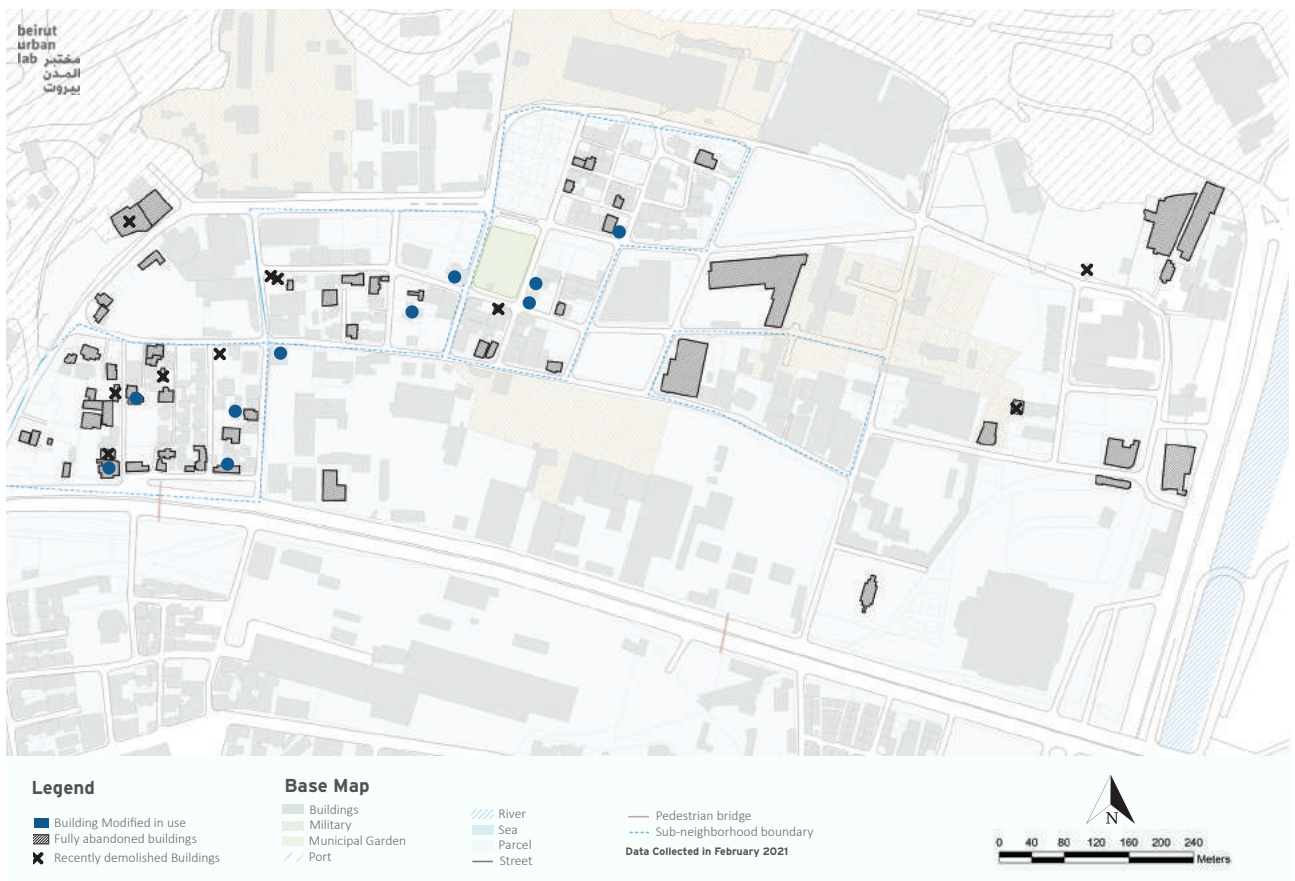 beirut
urban
lab مختبر
المدن
بيروت
Legend
Building Modified in use
Fully abandoned buildings
Recently demolished Buildings
Base Map
Buildings
Military
Municipal Garden
Port
River
Sea
Parcel
Street
Pedestrian bridge
Sub-neighborhood boundary
Data Collected in February 2021
N
0 40 80 120 160 200 240
Meters